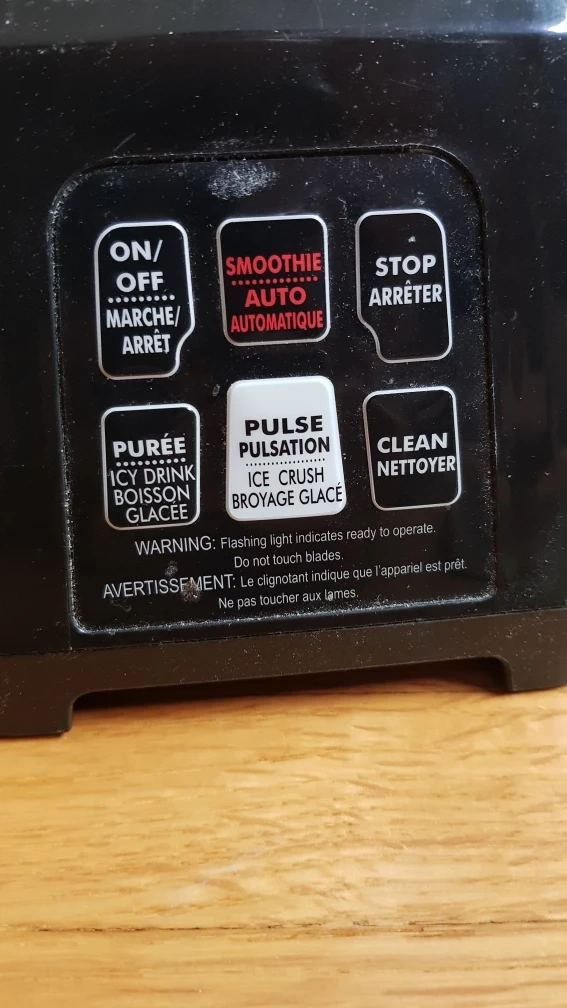 ON/
OFF
MARCHE/
ARRÊT
SMOOTHIE
AUTO
AUTOMATIQUE
STOP
ARRÊTER
PURÉE
ICY DRINK
BOISSON
GLACÉE
PULSE
PULSATION
ICE CRUSH
BROYAGE GLACÉ
CLEAN
NETTOYER
WARNING: Flashing light indicates ready to operate.
Do not touch blades.
AVERTISSEMENT: Le clignotant indique que l'appariel est prêt.
Ne pas toucher aux lames.